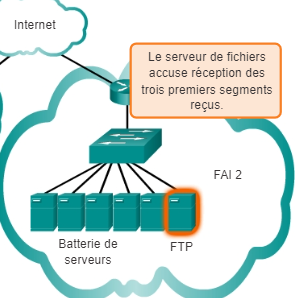 Internet
Le serveur de fichiers
accuse réception des
trois premiers segments
reçus.
FAI 2
Batterie de
serveurs
FTP